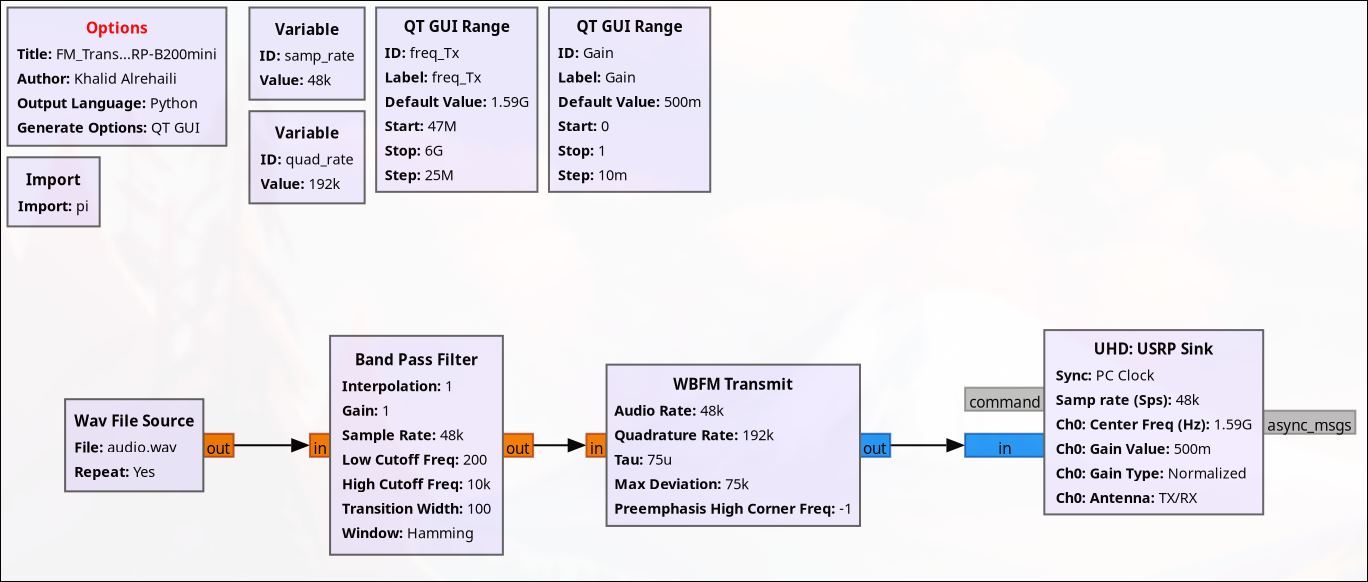 Options
Title: FM_Trans...RP-B200mini
Author: Khalid Alrehaili
Output Language: Python
Generate Options: QT GUI
Import
Import: pi
Variable
ID: samp_rate
Value: 48k
Variable
ID: quad_rate
Value: 192k
QT GUI Range
ID: freq_Tx
Label: freq_Tx
Default Value: 1.59G
Start: 47M
Stop: 6G
Step: 25M
QT GUI Range
ID: Gain
Label: Gain
Default Value: 500m
Start: 0
Stop: 1
Step: 10m
Wav File Source
File: audio.wav
Repeat: Yes
out
in
Band Pass Filter
Interpolation: 1
Gain: 1
Sample Rate: 48k
Low Cutoff Freq: 200
High Cutoff Freq: 10k
Transition Width: 100
Window: Hamming
out
in
WBFM Transmit
Audio Rate: 48k
Quadrature Rate: 192k
Tau: 75u
Max Deviation: 75k
Preemphasis High Corner Freq: -1
out
command
in
UHD: USRP Sink
Sync: PC Clock
Samp rate (Sps): 48k
Ch0: Center Freq (Hz): 1.59G
Ch0: Gain Value: 500m
Ch0: Gain Type: Normalized
Ch0: Antenna: TX/RX
async_msgs